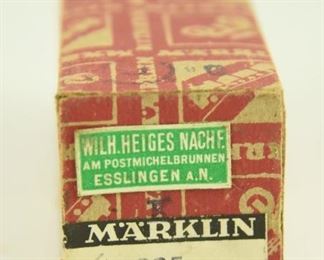 WILH.HEIGES NACHF.
AM POSTMICHELBRUNNEN
ESSLINGEN A.N.
MÄRKLIN